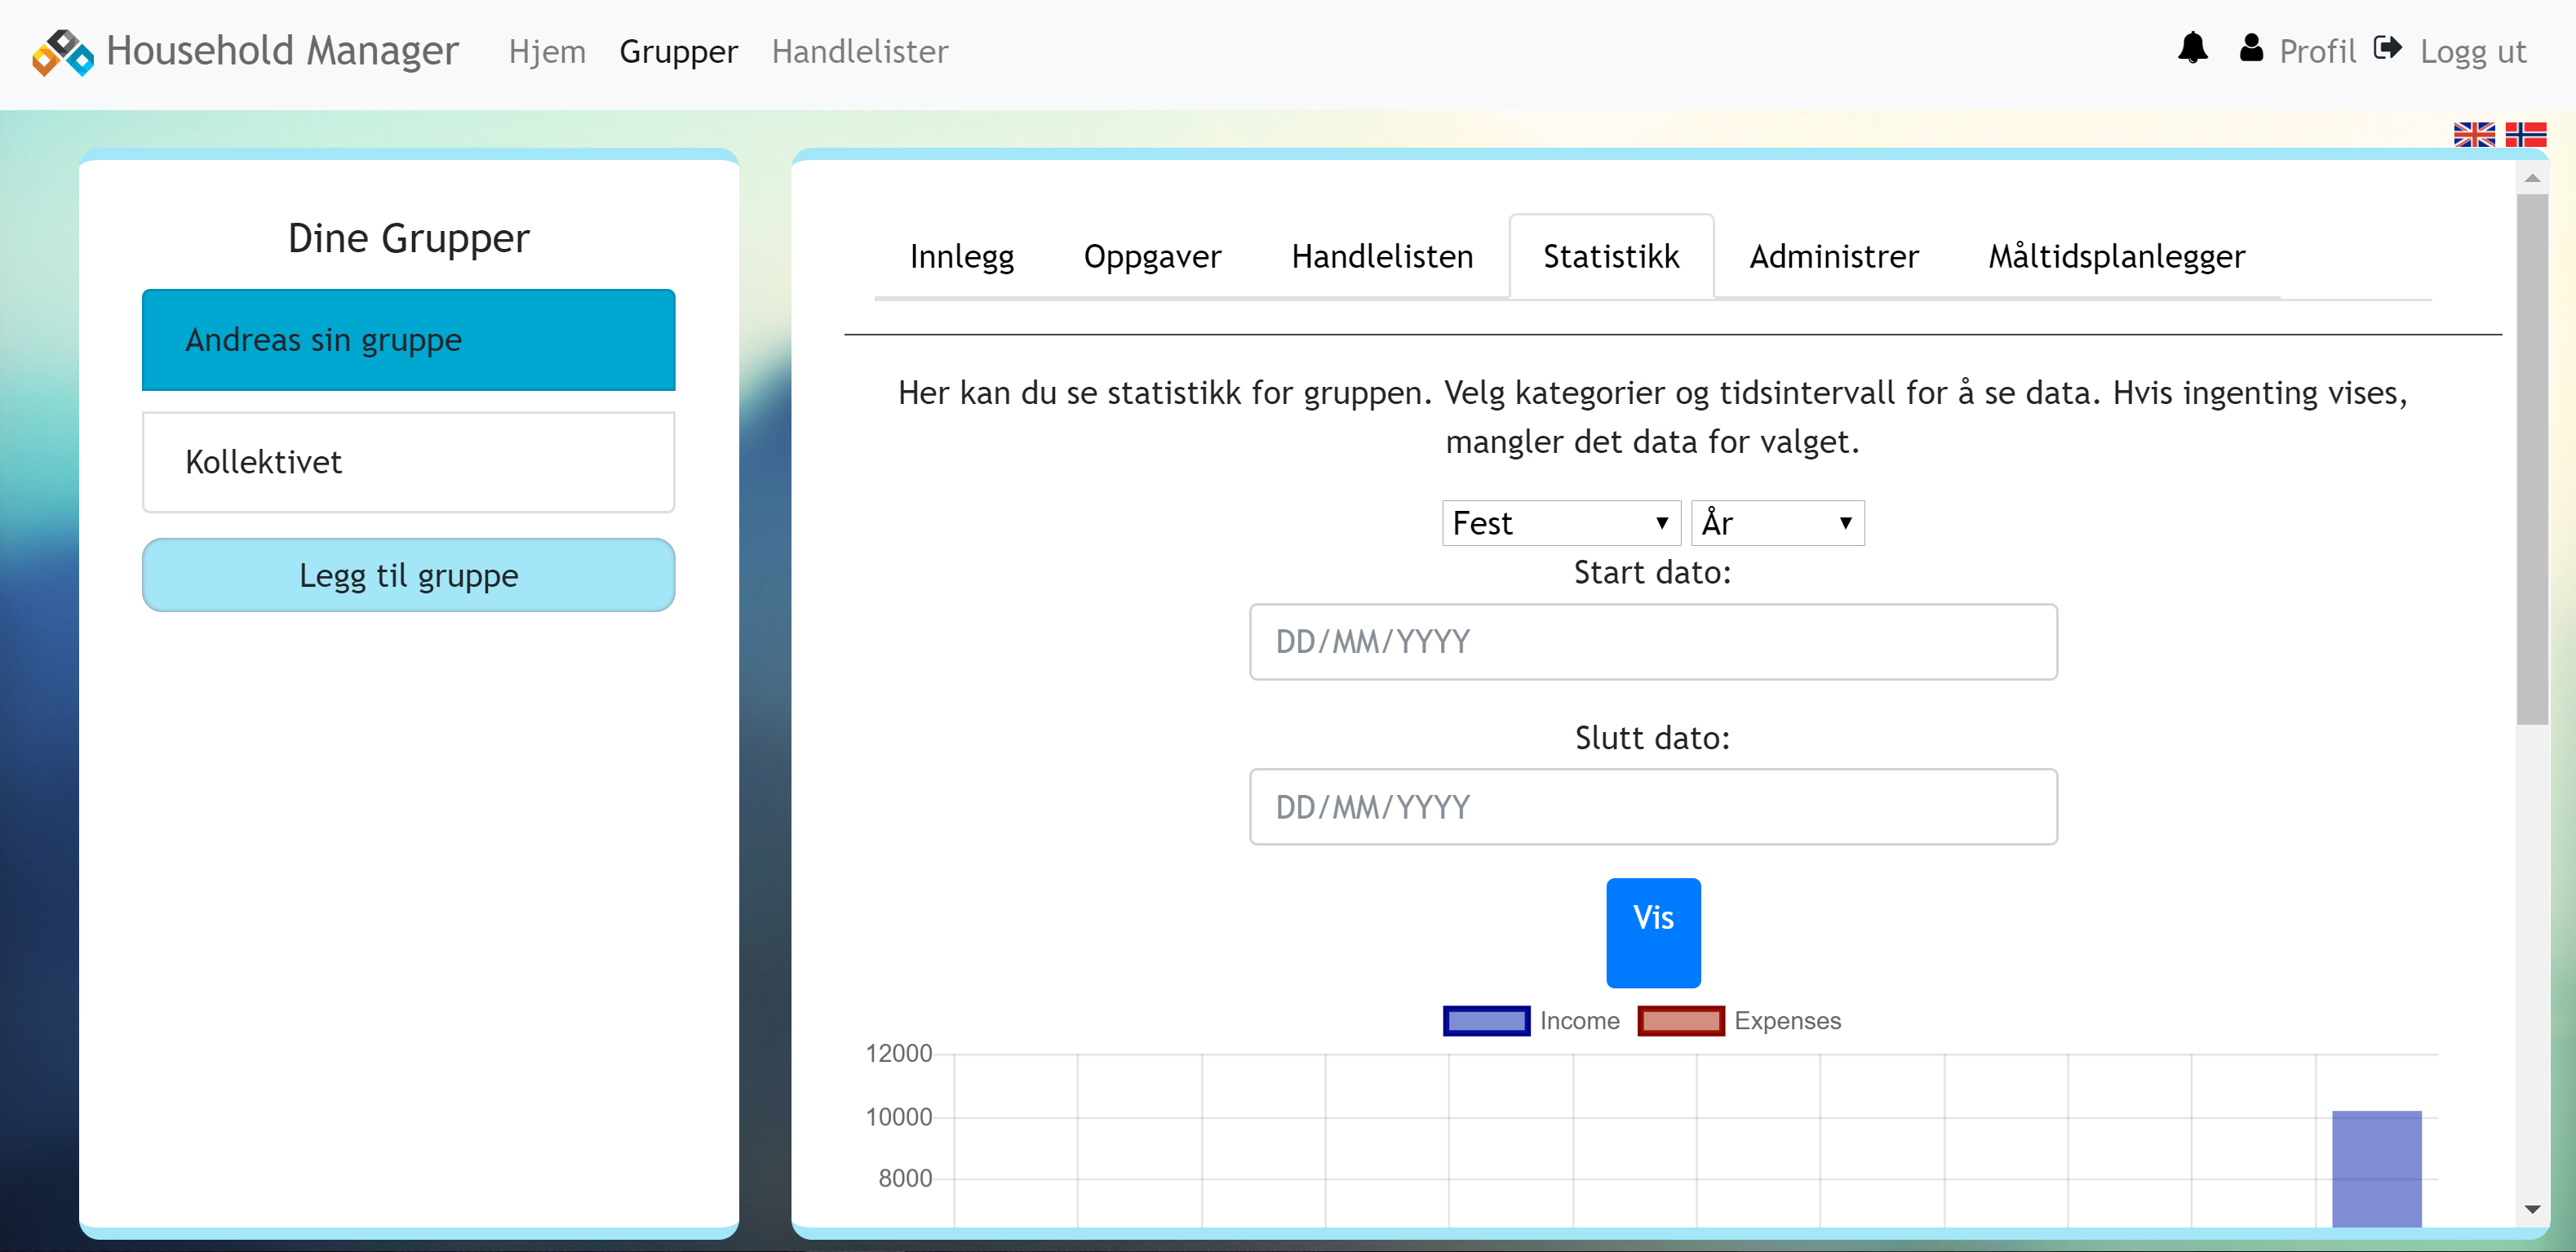 Household Manager Hjem Grupper Handlelister Profil Logg ut
Dine Grupper
Andreas sin gruppe
Kollektivet
Legg til gruppe
Innlegg Oppgaver Handlelisten Statistikk Administrer Måltidsplanlegger
Her kan du se statistikk for gruppen. Velg kategorier og tidsintervall for å se data. Hvis ingenting vises,
mangler det data for valget.
Fest År
Start dato:
DD/MM/YYYY
Slutt dato:
DD/MM/YYYY
Vis
Income Expenses
12000
10000
8000